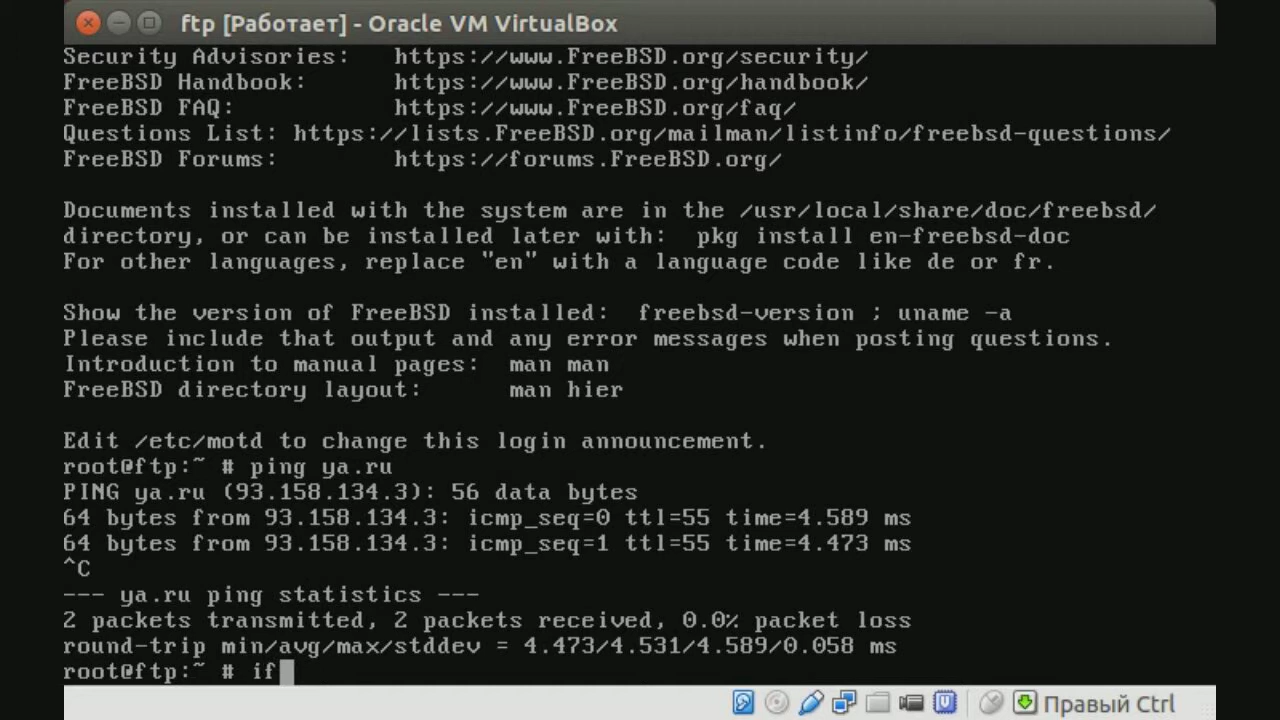 ftp [Работает] - Oracle VM VirtualBox
Security Advisories: https://www.FreeBSD.org/security/
FreeBSD Handbook: https://www.FreeBSD.org/handbook/
FreeBSD FAQ: https://www.FreeBSD.org/faq/
Questions List: https://lists.FreeBSD.org/mailman/listinfo/freebsd-questions/
FreeBSD Forums: https://forums.FreeBSD.org/
Documents installed with the system are in the /usr/local/share/doc/freebsd/
directory, or can be installed later with: pkg install en-freebsd-doc
For other languages, replace "en" with a language code like de or fr.
Show the version of FreeBSD installed: freebsd-version ; uname -a
Please include that output and any error messages when posting questions.
Introduction to manual pages: man man
FreeBSD directory layout: man hier
Edit /etc/motd to change this login announcement.
root@ftp:~ # ping ya.ru
PING ya.ru (93.158.134.3): 56 data bytes
64 bytes from 93.158.134.3: icmp_seq=0 ttl=55 time=4.589 ms
64 bytes from 93.158.134.3: icmp_seq=1 ttl=55 time=4.473 ms
^C
--- ya.ru ping statistics ---
2 packets transmitted, 2 packets received, 0.0% packet loss
round-trip min/avg/max/stddev = 4.473/4.531/4.589/0.058 ms
root@ftp:~ # if
Правый Ctrl